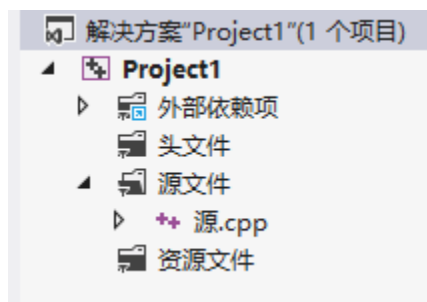 解决方案"Project1"(1 个项目)
Project1
外部依赖项
头文件
源文件
源.cpp
资源文件